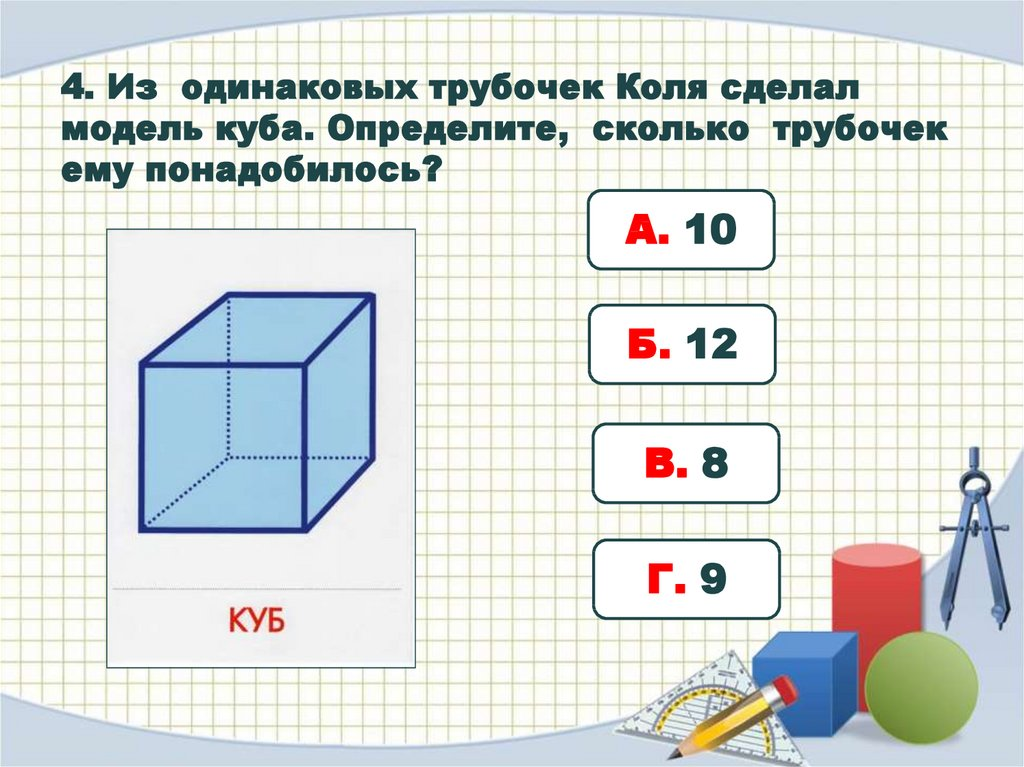 4. Из одинаковых трубочек Коля сделал
модель куба. Определите, сколько трубочек
ему понадобилось?
А. 10
Б. 12
В. 8
Г. 9
КУБ